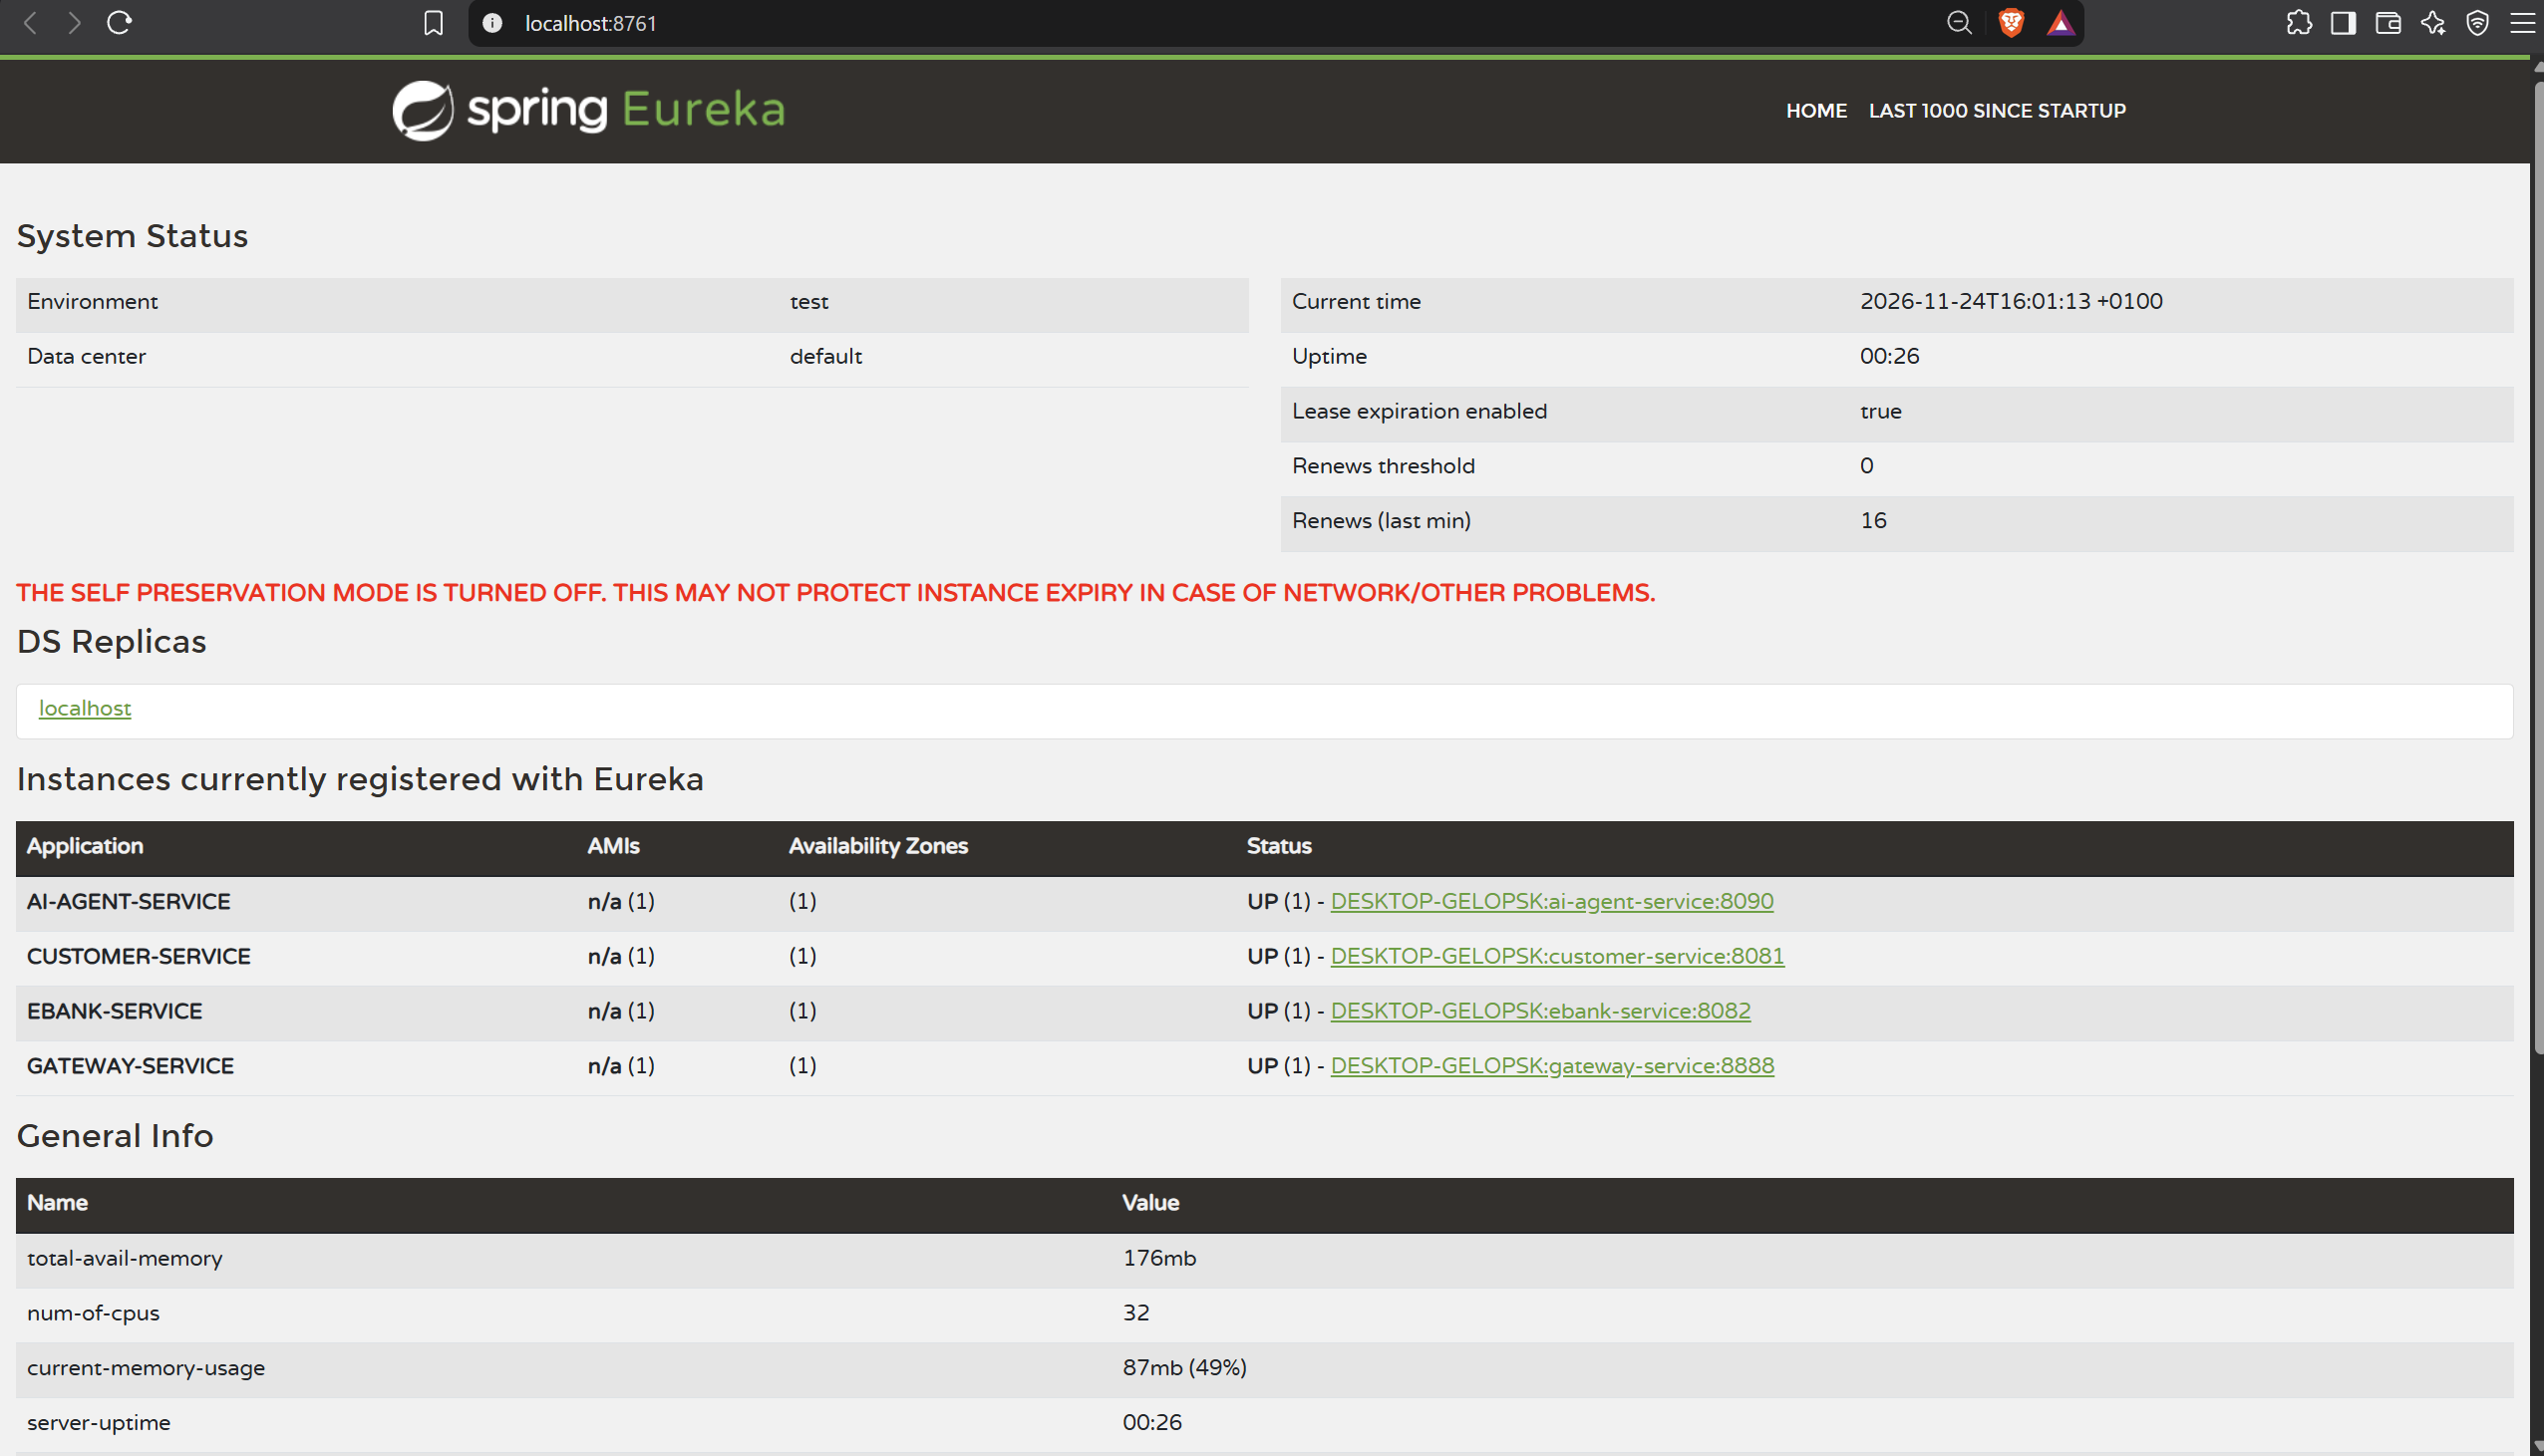 localhost:8761
spring Eureka
HOME LAST 1000 SINCE STARTUP
System Status
Environment test
Data center default
Current time 2026-11-24T16:01:13 +0100
Uptime 00:26
Lease expiration enabled true
Renews threshold 0
Renews (last min) 16
THE SELF PRESERVATION MODE IS TURNED OFF. THIS MAY NOT PROTECT INSTANCE EXPIRY IN CASE OF NETWORK/OTHER PROBLEMS.
DS Replicas
localhost
Instances currently registered with Eureka
Application AMIs Availability Zones Status
AI-AGENT-SERVICE n/a (1) (1) UP (1) - DESKTOP-GELOPSK:ai-agent-service:8090
CUSTOMER-SERVICE n/a (1) (1) UP (1) - DESKTOP-GELOPSK:customer-service:8081
EBANK-SERVICE n/a (1) (1) UP (1) - DESKTOP-GELOPSK:ebank-service:8082
GATEWAY-SERVICE n/a (1) (1) UP (1) - DESKTOP-GELOPSK:gateway-service:8888
General Info
Name Value
total-avail-memory 176mb
num-of-cpus 32
current-memory-usage 87mb (49%)
server-uptime 00:26